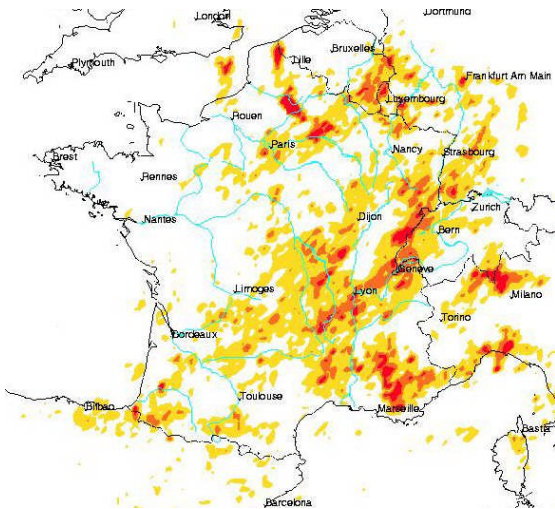 London
Dortmund
Bruxelles
Lille
Plymouth
Frankfurt Am Main
Luxembourg
Rouen
Paris
Nancy
Strasbourg
Brest
Rennes
Zurich
Nantes
Dijon
Bern
Genève
Limoges
Lyon
Milano
Torino
Bordeaux
Toulouse
Bilbao
Marseille
Bastia
Barcelona